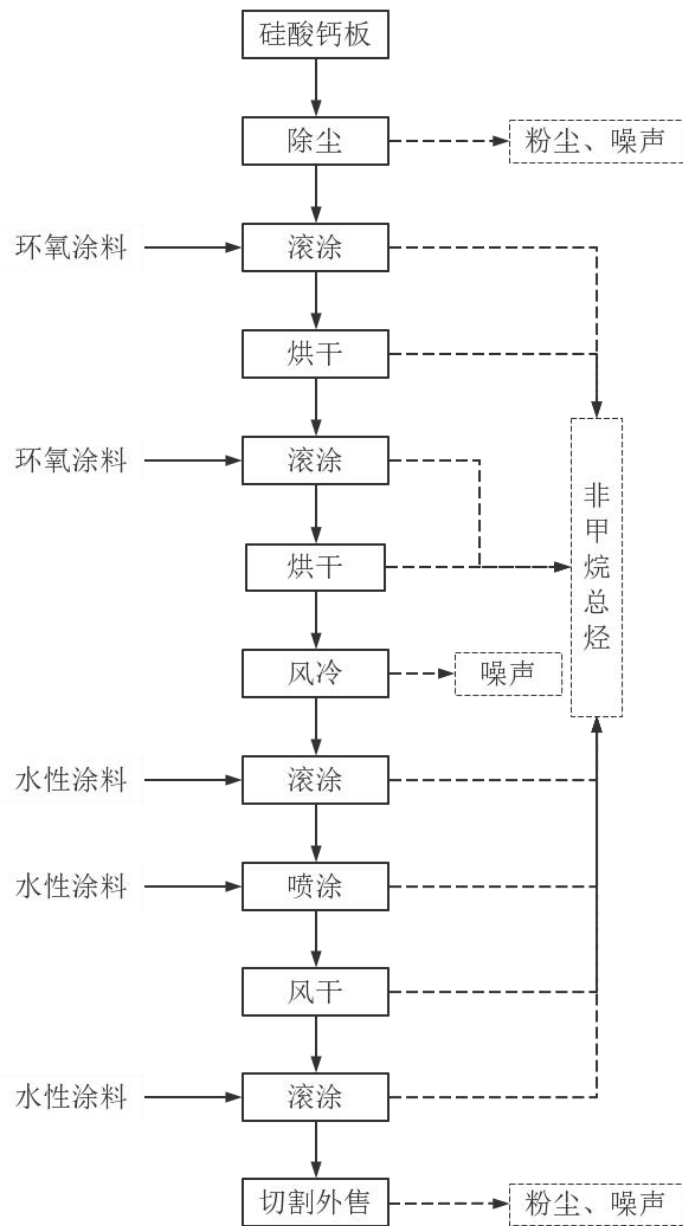 硅酸钙板
除尘
粉尘、噪声
环氧涂料
滚涂
烘干
环氧涂料
滚涂
非甲烷总烃
烘干
风冷
噪声
水性涂料
滚涂
水性涂料
喷涂
风干
水性涂料
滚涂
切割外售
粉尘、噪声